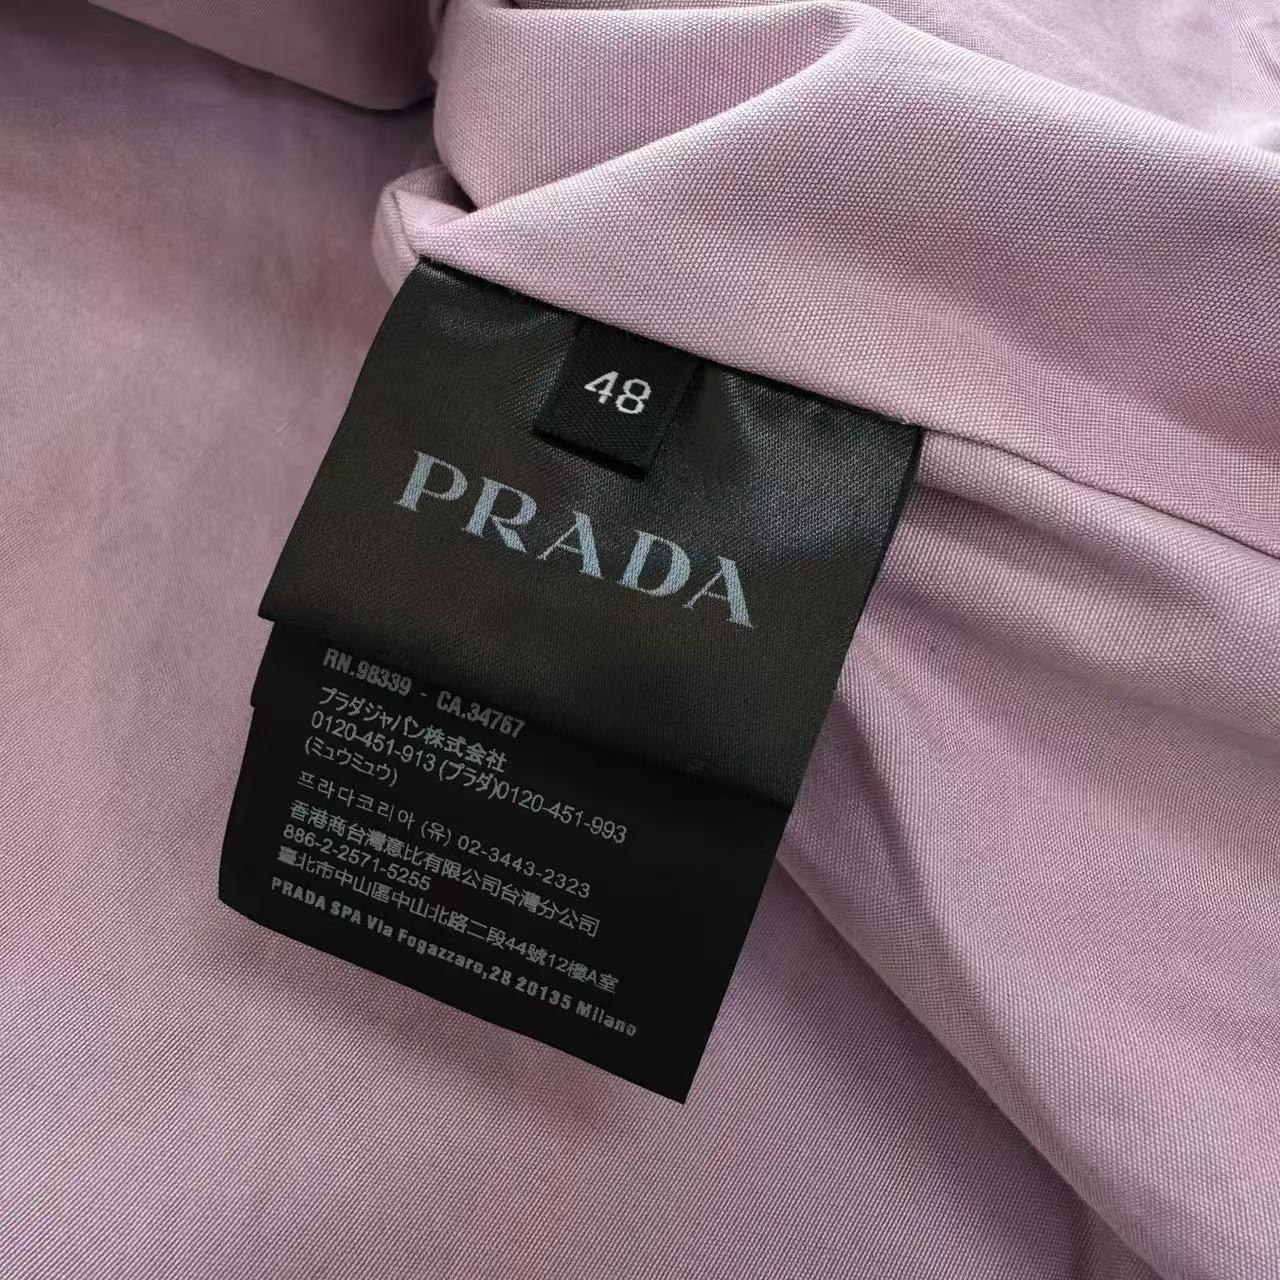 48
PRADA
RN.98339 - CA.34767
プラダジャパン株式会社
0120-451-913 (プラダ)0120-451-993
(ミュウミュウ)
프라다코리아 (유) 02-3443-2323
香港商台灣意比有限公司台灣分公司
886-2-2571-5255
臺北市中山區中山北路二段44號12樓A室
PRADA SPA Via Fogazzaro,28 20135 Milano